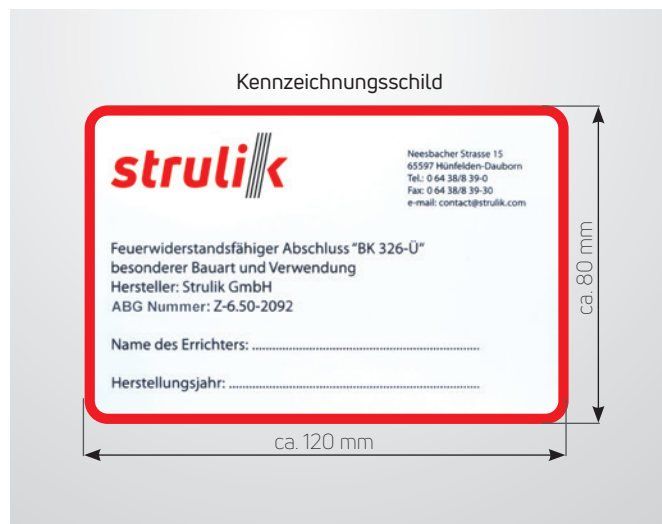 Kennzeichnungsschild
strulik
Neesbacher Strasse 15
65597 Hünfelden-Dauborn
Tel.: 0 64 38/8 39-0
Fax: 0 64 38/8 39-30
e-mail: contact@strulik.com
Feuerwiderstandsfähiger Abschluss "BK 326-Ü"
besonderer Bauart und Verwendung
Hersteller: Strulik GmbH
ABG Nummer: Z-6.50-2092
Name des Errichters: ........................................................................
Herstellungsjahr: ...............................................................................
ca. 80 mm
ca. 120 mm